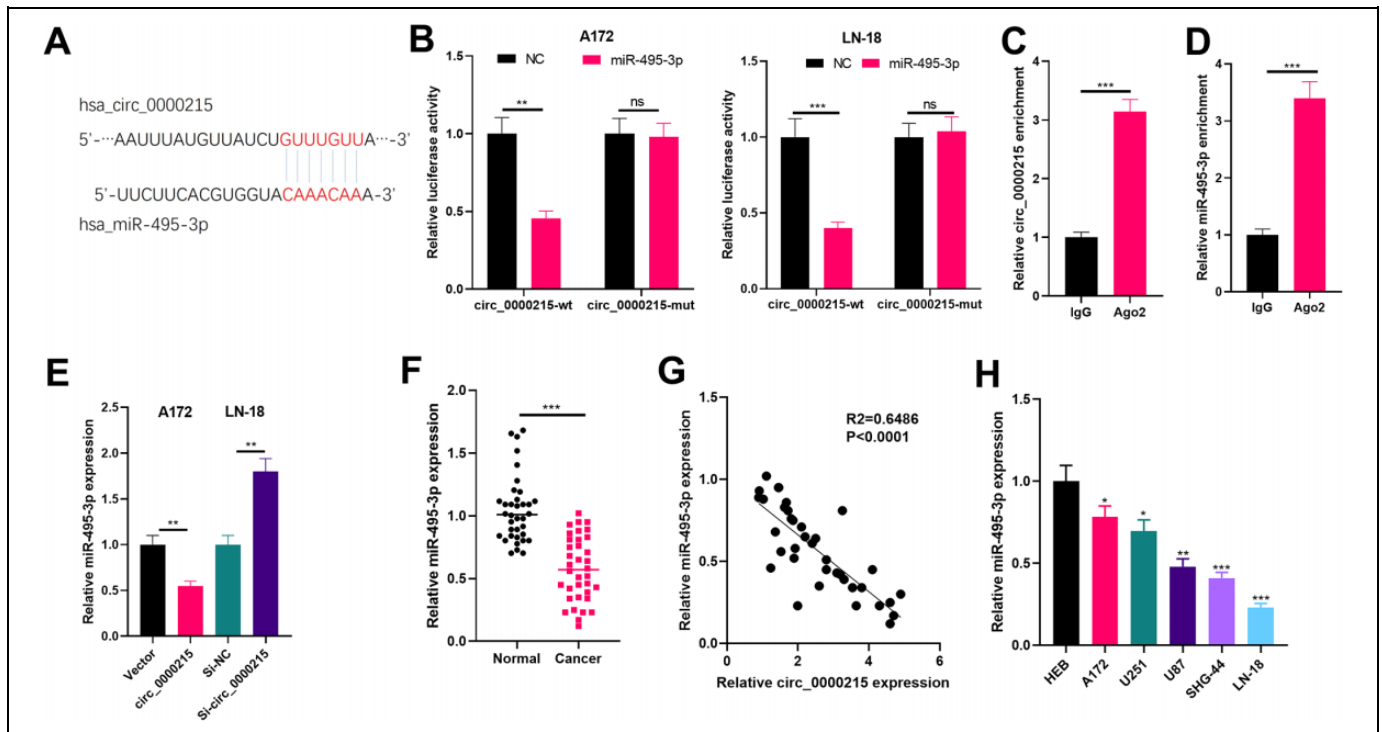 A
hsa_circ_0000215
5'-···AAUUUAUGUUAUCUGUUUGUUA···-3'
5'-UUCUUCACGUGGUACAAACAAA-3'
hsa_miR-495-3p
B
A172
NC
miR-495-3p
Relative luciferase activity
1.5
1.0
0.5
0.0
**
ns
circ_0000215-wt
circ_0000215-mut
LN-18
NC
miR-495-3p
Relative luciferase activity
1.5
1.0
0.5
0.0
***
ns
circ_0000215-wt
circ_0000215-mut
C
Relative circ_0000215 enrichment
4
3
2
1
0
***
IgG
Ago2
D
Relative miR-495-3p enrichment
4
3
2
1
0
***
IgG
Ago2
E
A172
LN-18
Relative miR-495-3p expression
2.5
2.0
1.5
1.0
0.5
0.0
**
**
Vector
circ_0000215
Si-NC
Si-circ_0000215
F
Relative miR-495-3p expression
2.0
1.5
1.0
0.5
0.0
***
Normal
Cancer
G
Relative miR-495-3p expression
1.5
1.0
0.5
0.0
R2=0.6486
P<0.0001
0
2
4
6
Relative circ_0000215 expression
H
Relative miR-495-3p expression
1.5
1.0
0.5
0.0
*
*
**
***
***
HEB
A172
U251
U87
SHG-44
LN-18